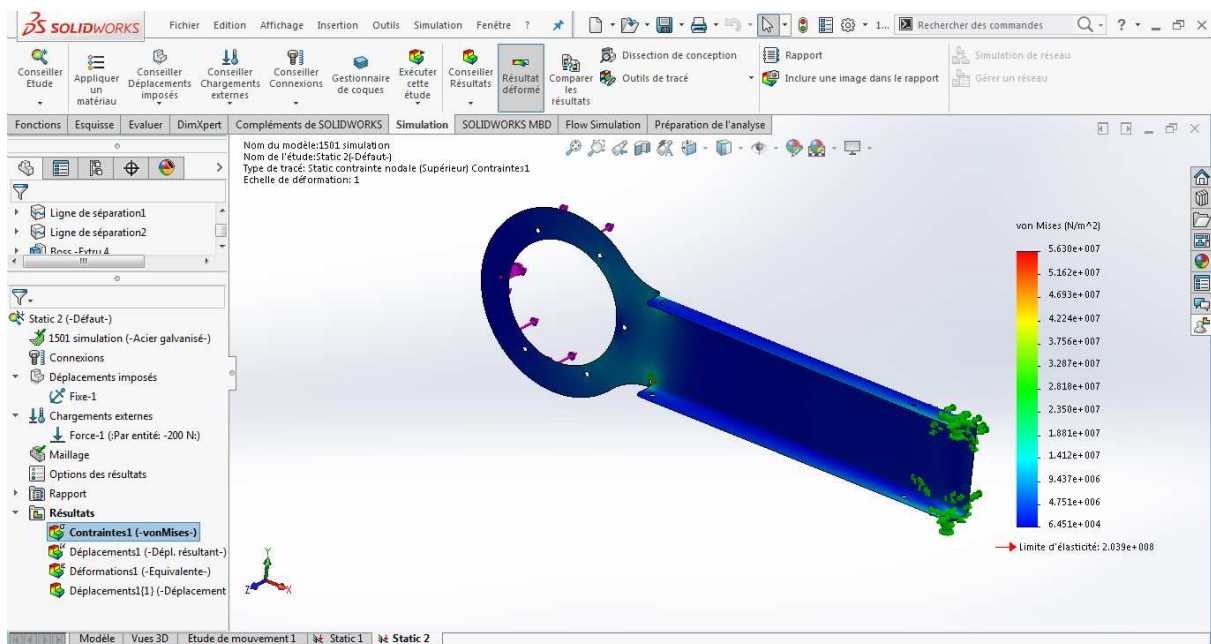 SOLIDWORKS Fichier Edition Affichage Insertion Outils Simulation Fenêtre ? 1... Rechercher des commandes ?
Conseiller Etude
Appliquer un matériau
Conseiller Déplacements imposés
Conseiller Chargements externes
Conseiller Connexions
Gestionnaire de coques
Exécuter cette étude
Conseiller Résultats
Résultat déformé
Comparer les résultats
Dissection de conception
Outils de tracé
Rapport
Inclure une image dans le rapport
Simulation de réseau
Gérer un réseau
Fonctions Esquisse Evaluer DimXpert Compléments de SOLIDWORKS Simulation SOLIDWORKS MBD Flow Simulation Préparation de l'analyse
Nom du modèle:1501 simulation
Nom de l'étude:Static 2(-Défaut-)
Type de tracé: Static contrainte nodale (Supérieur) Contraintes1
Echelle de déformation: 1
Ligne de séparation1
Ligne de séparation2
Boss.-Extru.4
Static 2 (-Défaut-)
1501 simulation (-Acier galvanisé-)
Connexions
Déplacements imposés
Fixe-1
Chargements externes
Force-1 (:Par entité: -200 N:)
Maillage
Options des résultats
Rapport
Résultats
Contraintes1 (-vonMises-)
Déplacements1 (-Dépl. résultant-)
Déformations1 (-Equivalente-)
Déplacements1{1} (-Déplacement
von Mises (N/m^2)
5.630e+007
5.162e+007
4.693e+007
4.224e+007
3.756e+007
3.287e+007
2.818e+007
2.350e+007
1.881e+007
1.412e+007
9.437e+006
4.751e+006
6.451e+004
Limite d'élasticité: 2.039e+008
Y
Z
X
Modèle Vues 3D Etude de mouvement 1 Static 1 Static 2